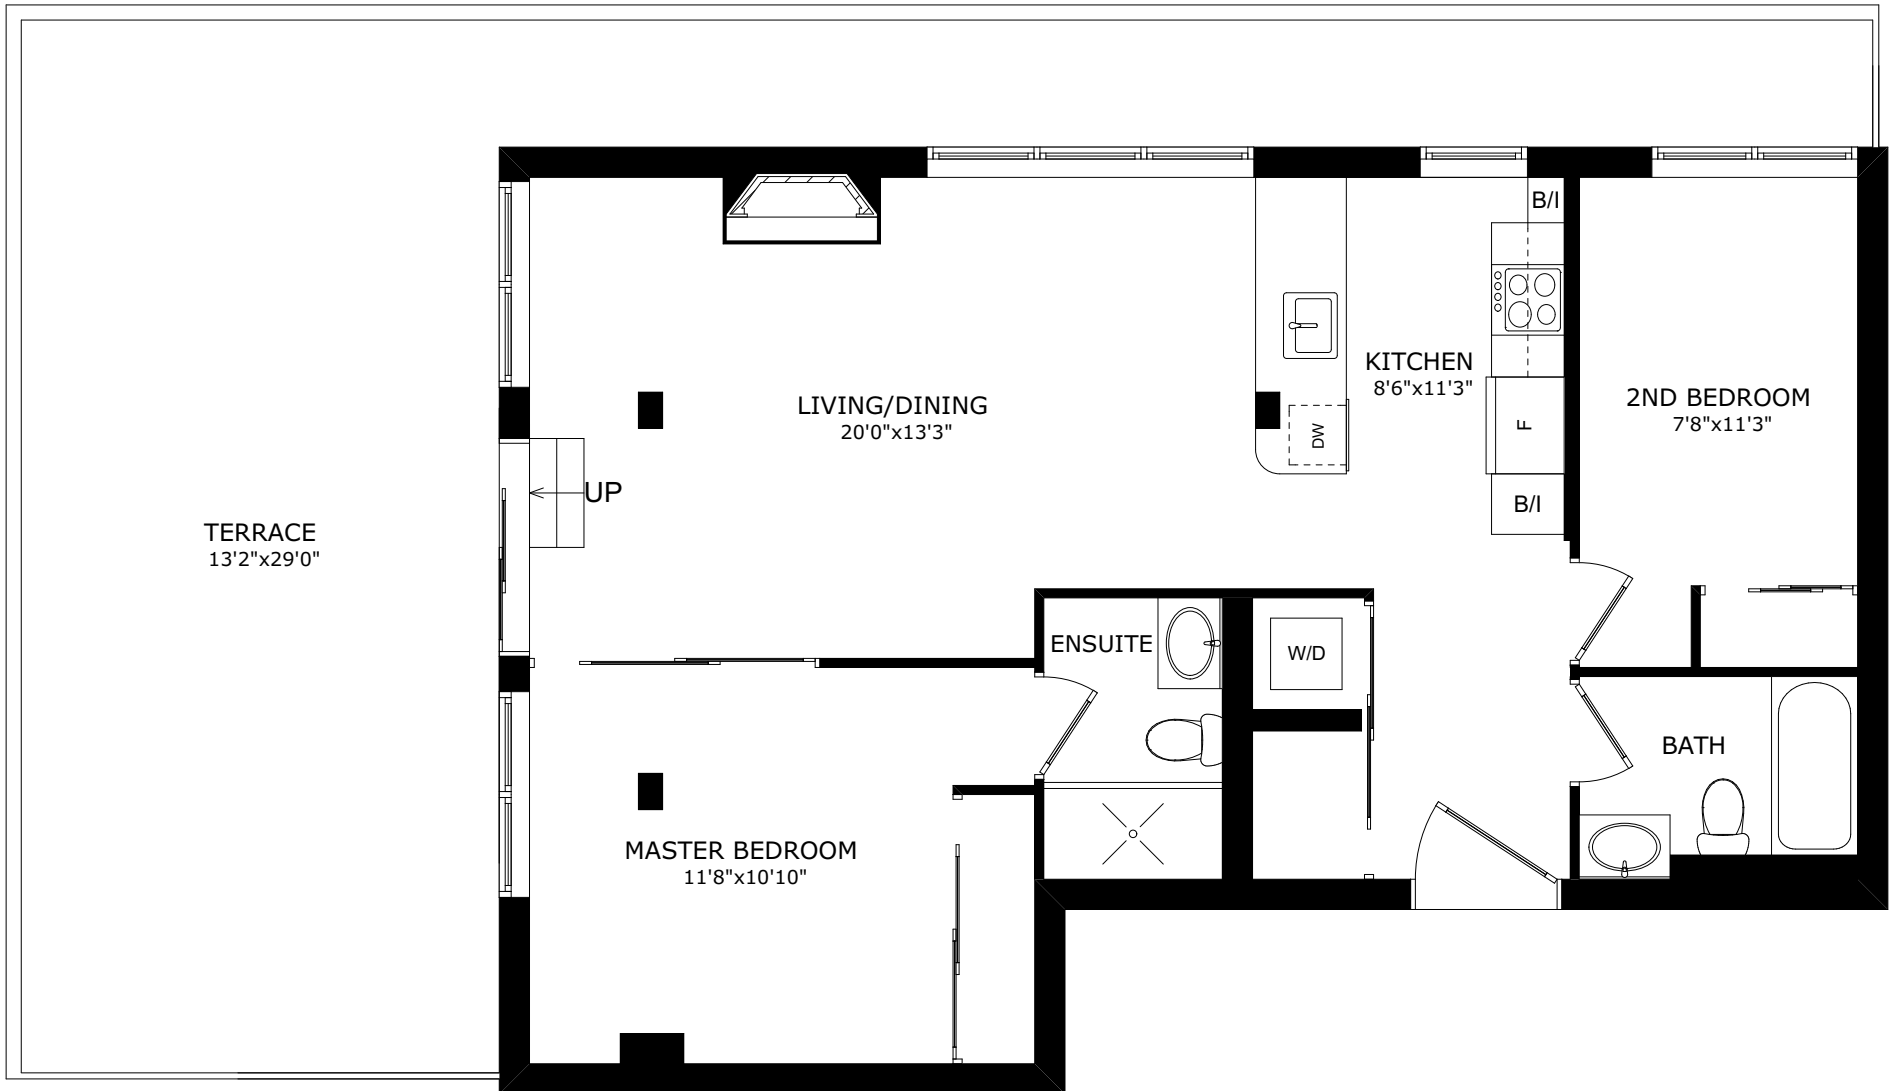 B/I
KITCHEN
8'6"x11'3"
LIVING/DINING
20'0"x13'3"
2ND BEDROOM
7'8"x11'3"
DW
F
UP
B/I
TERRACE
13'2"x29'0"
ENSUITE
W/D
BATH
MASTER BEDROOM
11'8"x10'10"